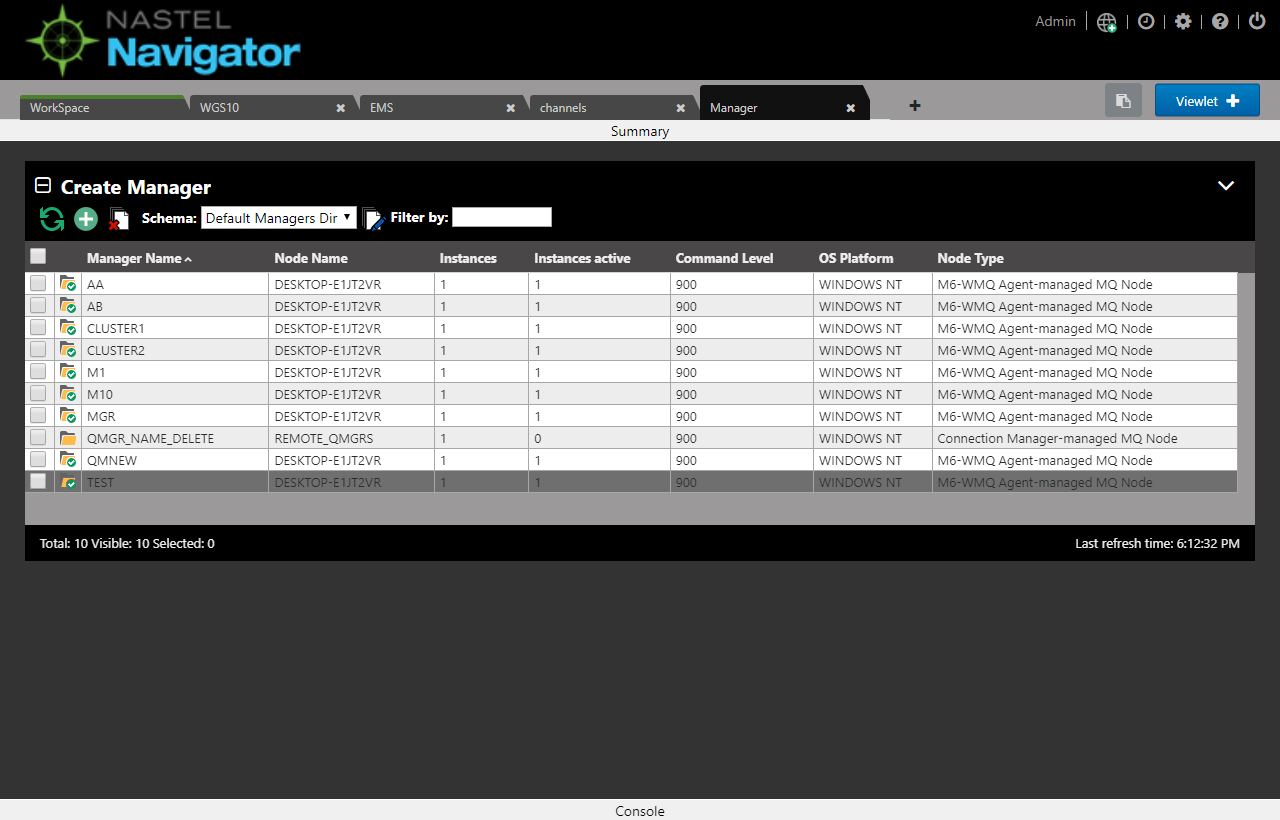 NASTEL
Navigator
Admin
WorkSpace WGS10 EMS channels Manager Viewlet
Summary
Create Manager
Schema: Default Managers Dir Filter by:
Manager Name Node Name Instances Instances active Command Level OS Platform Node Type
AA DESKTOP-E1JT2VR 1 1 900 WINDOWS NT M6-WMQ Agent-managed MQ Node
AB DESKTOP-E1JT2VR 1 1 900 WINDOWS NT M6-WMQ Agent-managed MQ Node
CLUSTER1 DESKTOP-E1JT2VR 1 1 900 WINDOWS NT M6-WMQ Agent-managed MQ Node
CLUSTER2 DESKTOP-E1JT2VR 1 1 900 WINDOWS NT M6-WMQ Agent-managed MQ Node
M1 DESKTOP-E1JT2VR 1 1 900 WINDOWS NT M6-WMQ Agent-managed MQ Node
M10 DESKTOP-E1JT2VR 1 1 900 WINDOWS NT M6-WMQ Agent-managed MQ Node
MGR DESKTOP-E1JT2VR 1 1 900 WINDOWS NT M6-WMQ Agent-managed MQ Node
QMGR_NAME_DELETE REMOTE_QMGRS 1 0 900 WINDOWS NT Connection Manager-managed MQ Node
QMNEW DESKTOP-E1JT2VR 1 1 900 WINDOWS NT M6-WMQ Agent-managed MQ Node
TEST DESKTOP-E1JT2VR 1 1 900 WINDOWS NT M6-WMQ Agent-managed MQ Node
Total: 10 Visible: 10 Selected: 0 Last refresh time: 6:12:32 PM
Console